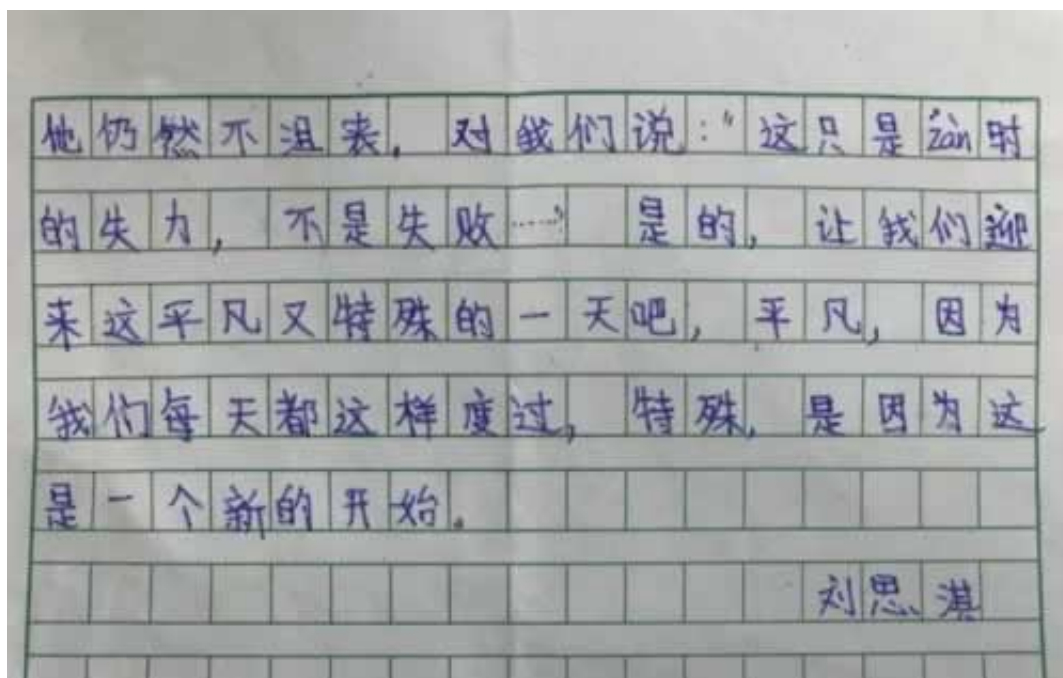 他仍然不沮丧，对我们说：“这只是zàn时
的失力，不是失败……”是的，让我们迎
来这平凡又特殊的一天吧，平凡，因为
我们每天都这样度过，特殊，是因为这
是一个新的开始。
刘思淇